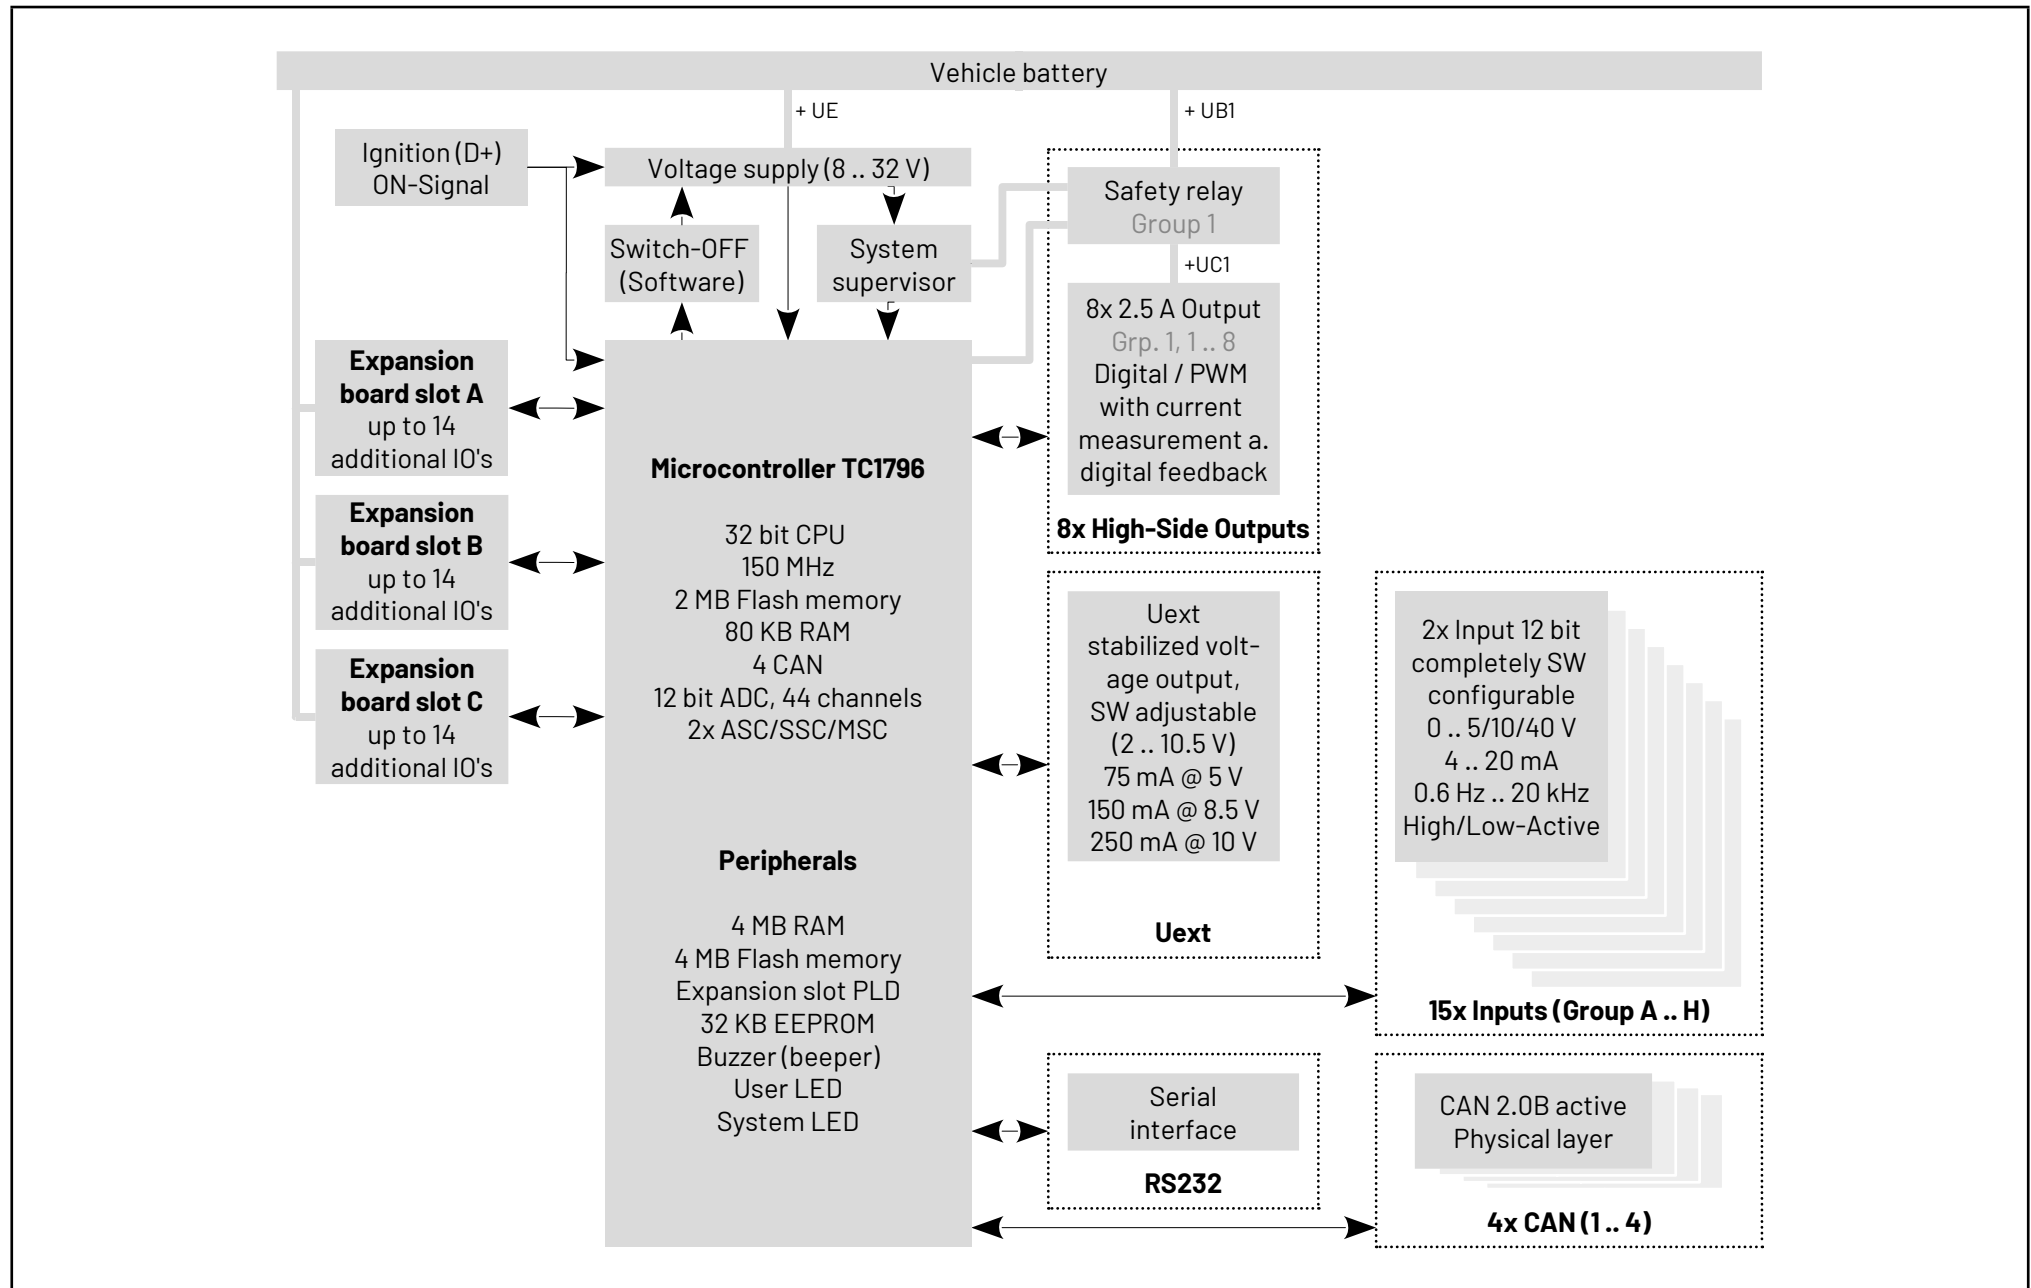 Vehicle battery
+ UE
+ UB1
Ignition (D+)
ON-Signal
Voltage supply (8 .. 32 V)
Safety relay
Group 1
Switch-OFF
(Software)
System
supervisor
+UC1
8x 2.5 A Output
Grp. 1, 1 .. 8
Digital / PWM
with current
measurement a.
digital feedback
8x High-Side Outputs
Expansion
board slot A
up to 14
additional IO's
Expansion
board slot B
up to 14
additional IO's
Expansion
board slot C
up to 14
additional IO's
Microcontroller TC1796
32 bit CPU
150 MHz
2 MB Flash memory
80 KB RAM
4 CAN
12 bit ADC, 44 channels
2x ASC/SSC/MSC
Peripherals
4 MB RAM
4 MB Flash memory
Expansion slot PLD
32 KB EEPROM
Buzzer (beeper)
User LED
System LED
Uext
stabilized volt-
age output,
SW adjustable
(2 .. 10.5 V)
75 mA @ 5 V
150 mA @ 8.5 V
250 mA @ 10 V
Uext
2x Input 12 bit
completely SW
configurable
0 .. 5/10/40 V
4 .. 20 mA
0.6 Hz .. 20 kHz
High/Low-Active
15x Inputs (Group A .. H)
Serial
interface
RS232
CAN 2.0B active
Physical layer
4x CAN (1 .. 4)